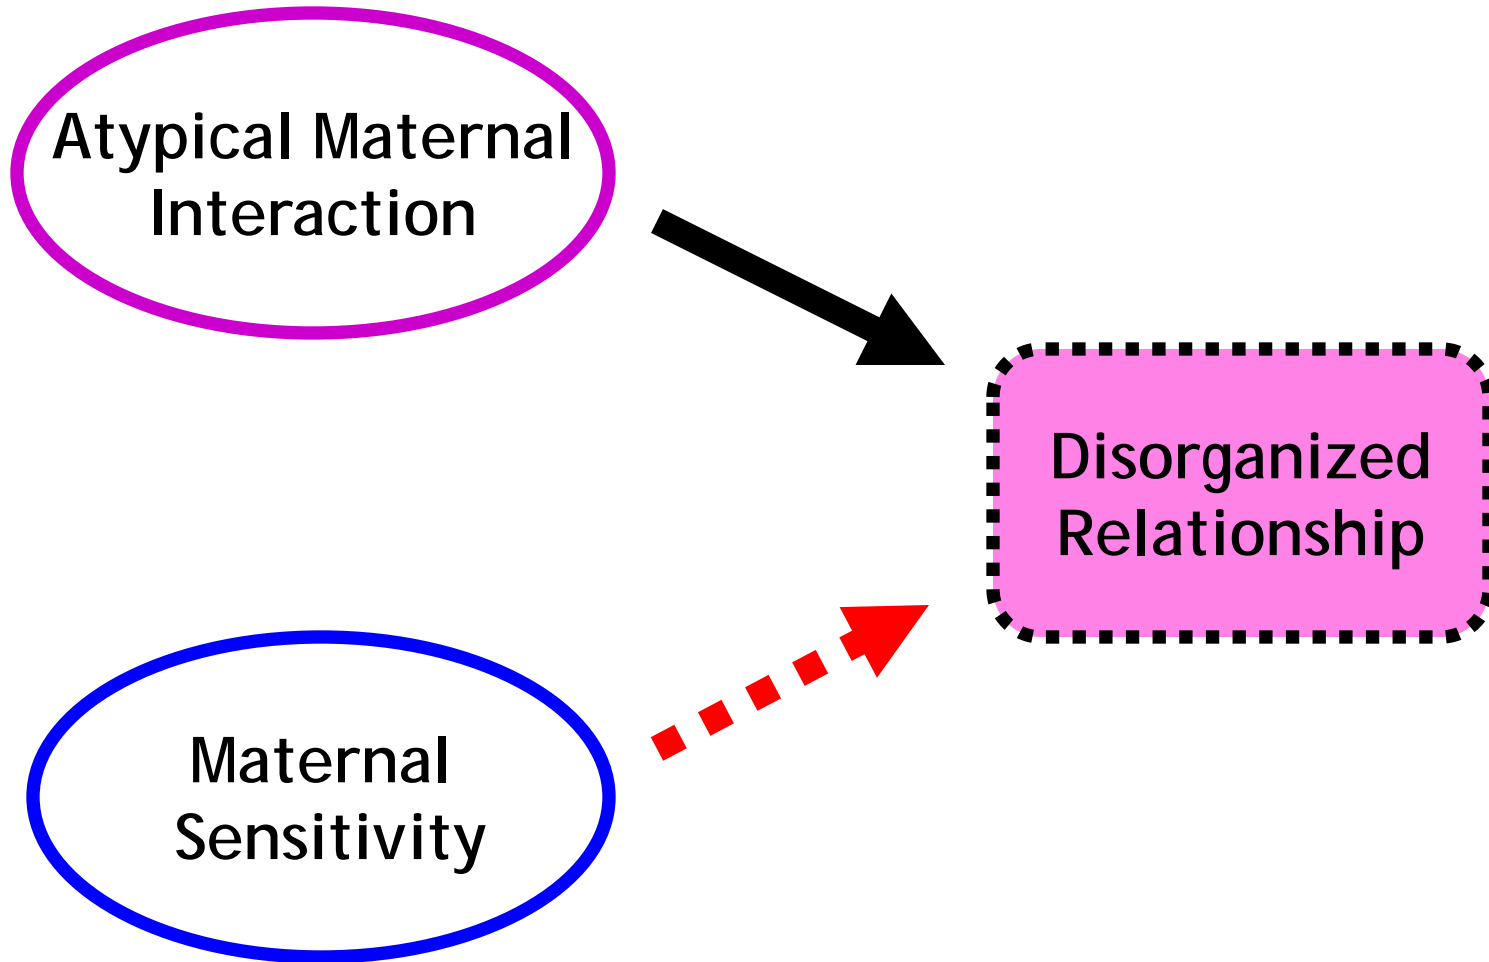 Atypical Maternal
Interaction
Disorganized
Relationship
Maternal
Sensitivity